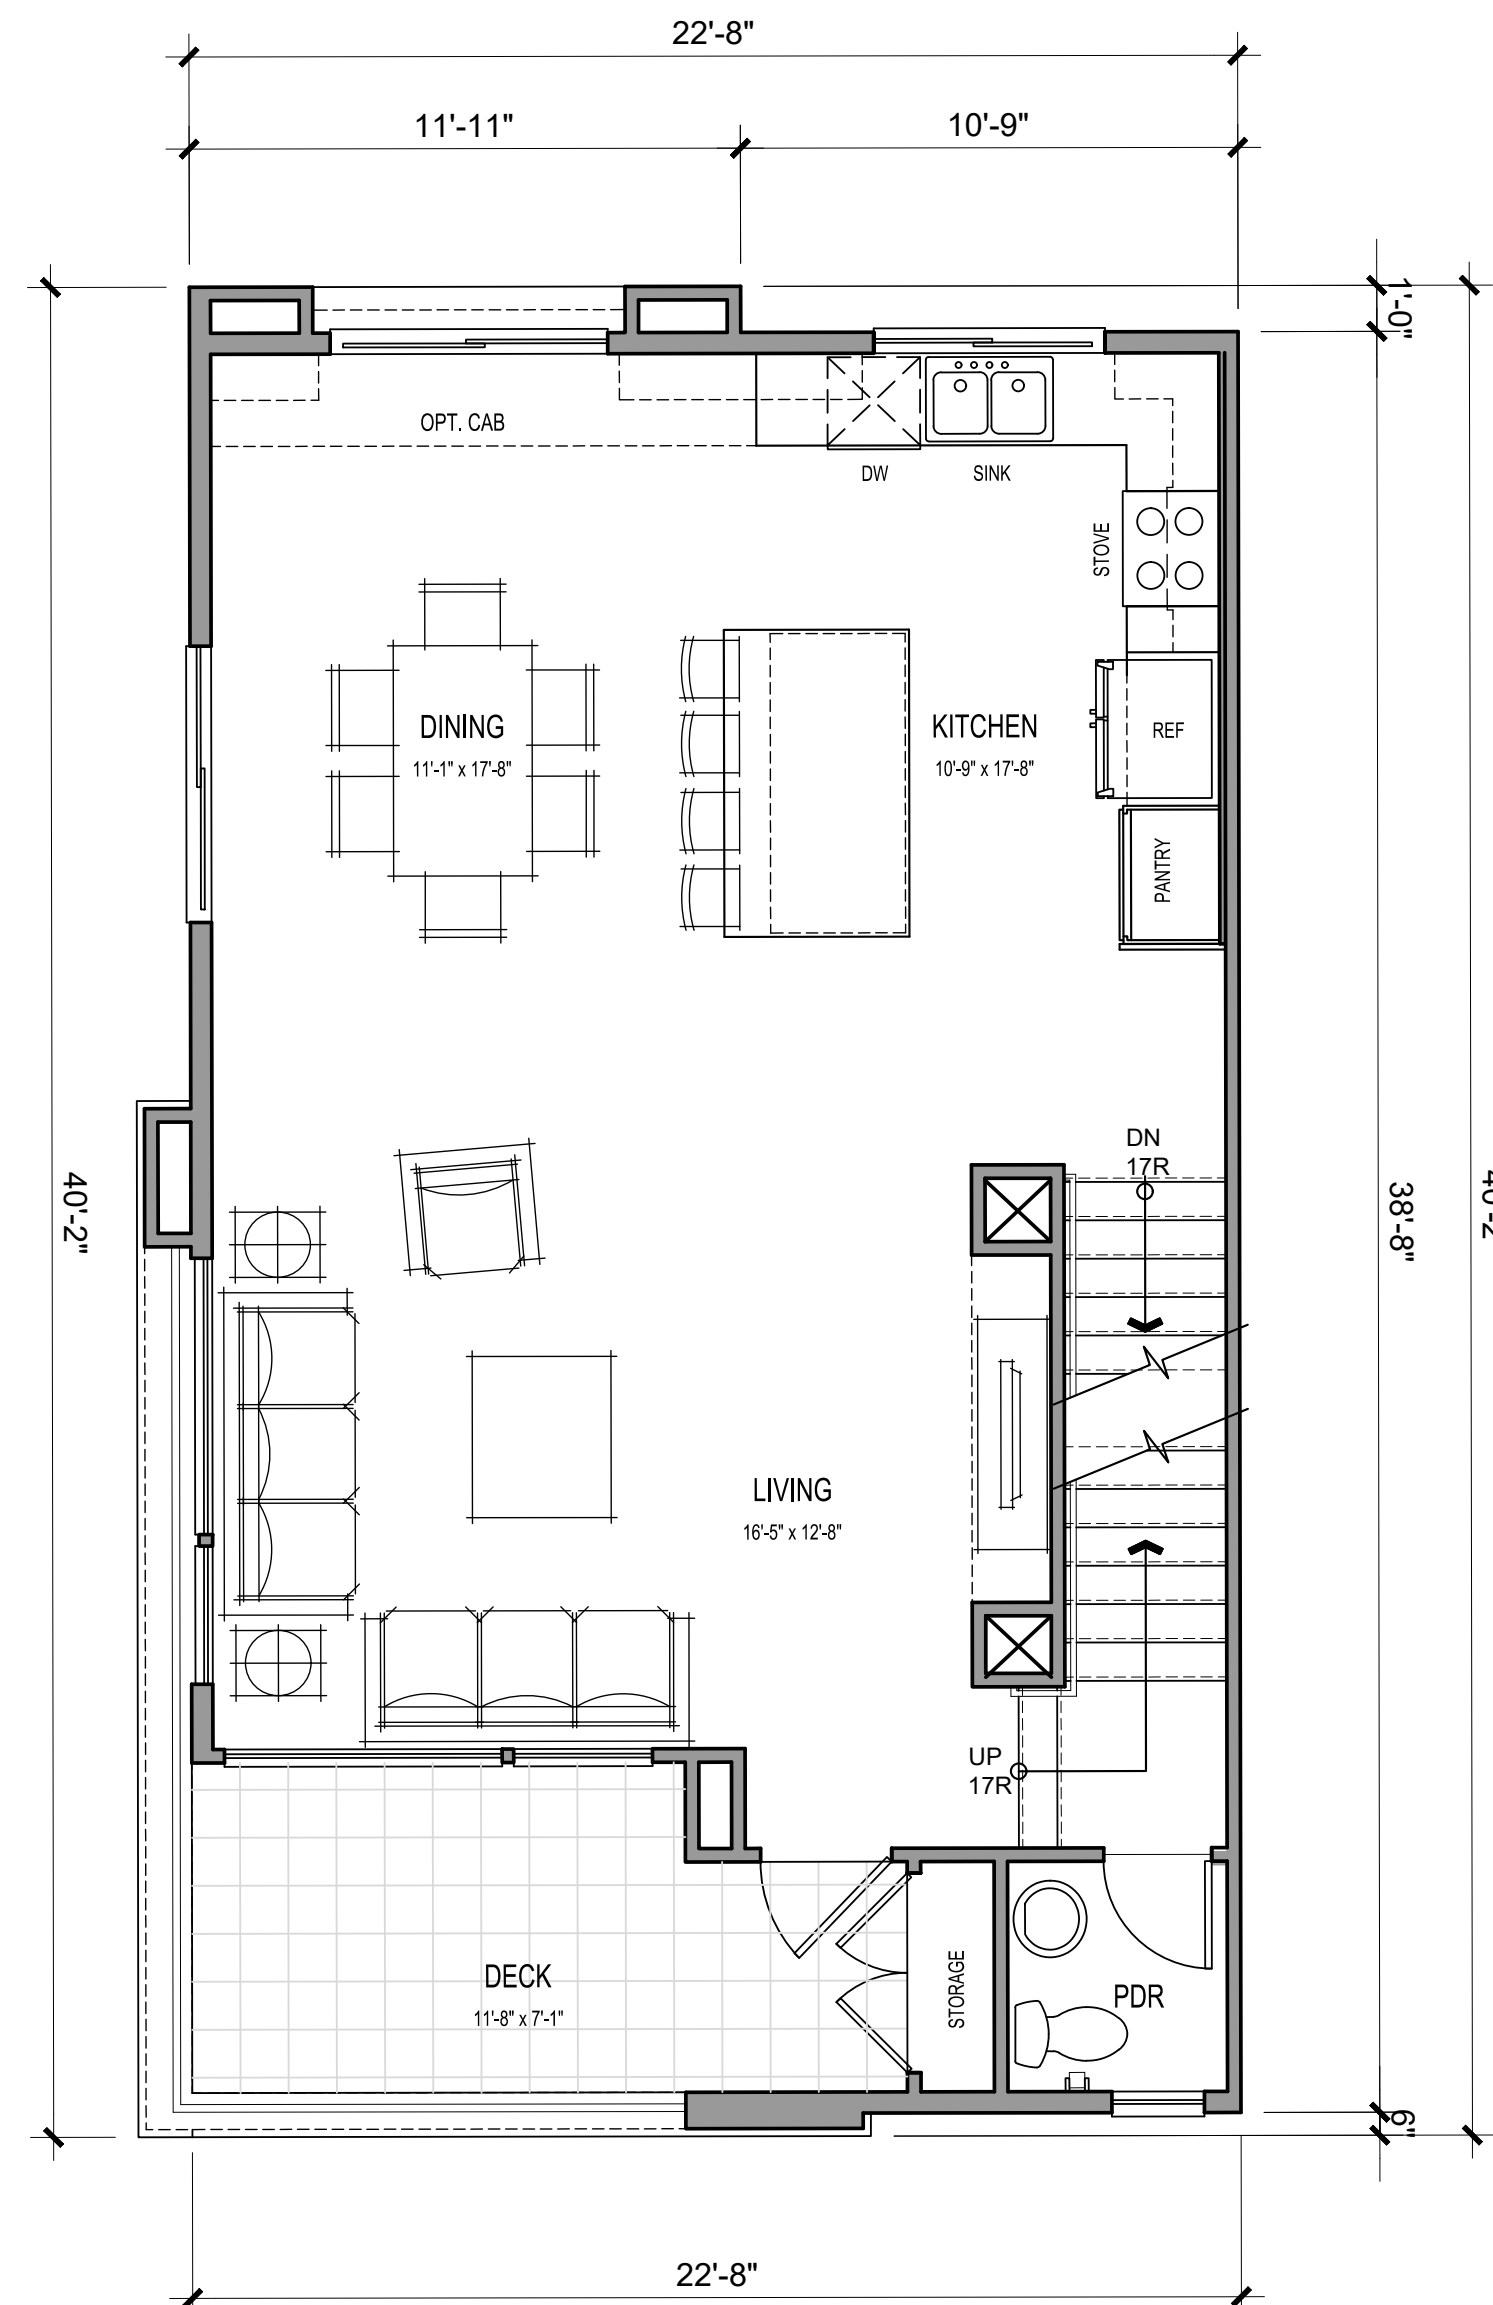 22'-8"
11'-11"
10'-9"
1'-0"
OPT. CAB
DW
SINK
STOVE
DINING
11'-1" x 17'-8"
KITCHEN
10'-9" x 17'-8"
REF
PANTRY
DN
17R
40'-2"
38'-8"
40'-2
LIVING
16'-5" x 12'-8"
UP
17R
DECK
11'-8" x 7'-1"
STORAGE
PDR
6"
22'-8"